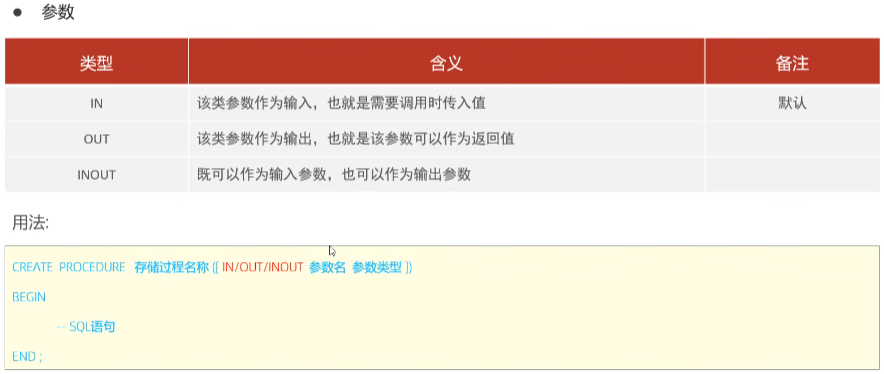 ● 参数
类型 含义 备注
IN 该类参数作为输入，也就是需要调用时传入值 默认
OUT 该类参数作为输出，也就是该参数可以作为返回值
INOUT 既可以作为输入参数，也可以作为输出参数
用法:
CREATE PROCEDURE 存储过程名称 ([ IN/OUT/INOUT 参数名 参数类型 ])
BEGIN
-- SQL语句
END ;